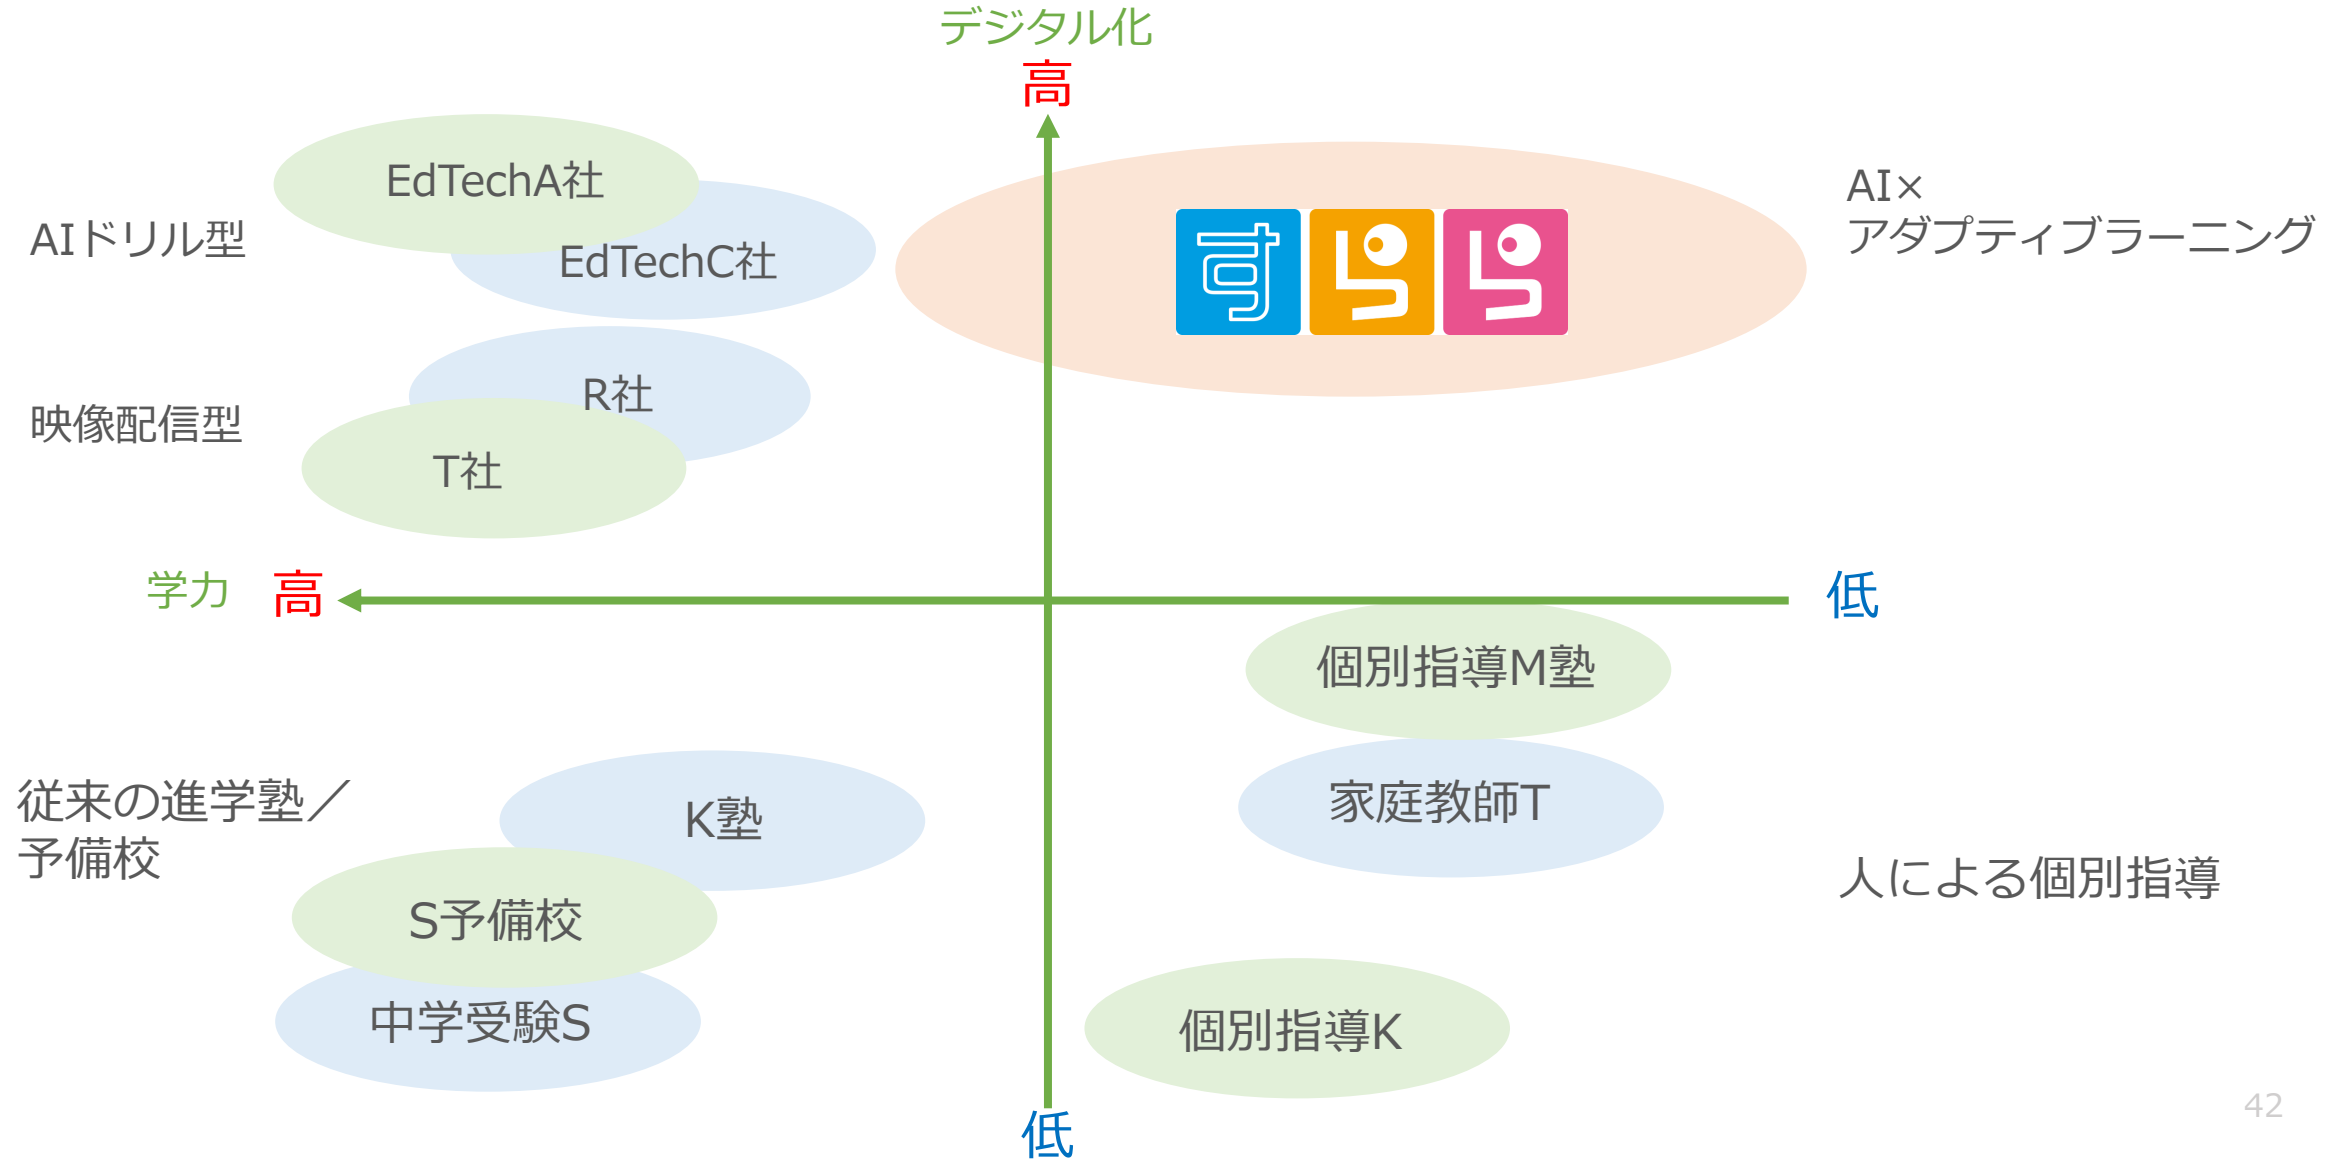 デジタル化
高
EdTechA社
AI×
アダプティブラーニング
AIドリル型
EdTechC社
すらら
R社
映像配信型
T社
学力
高
低
個別指導M塾
従来の進学塾／
予備校
K塾
家庭教師T
人による個別指導
S予備校
中学受験S
個別指導K
低
42